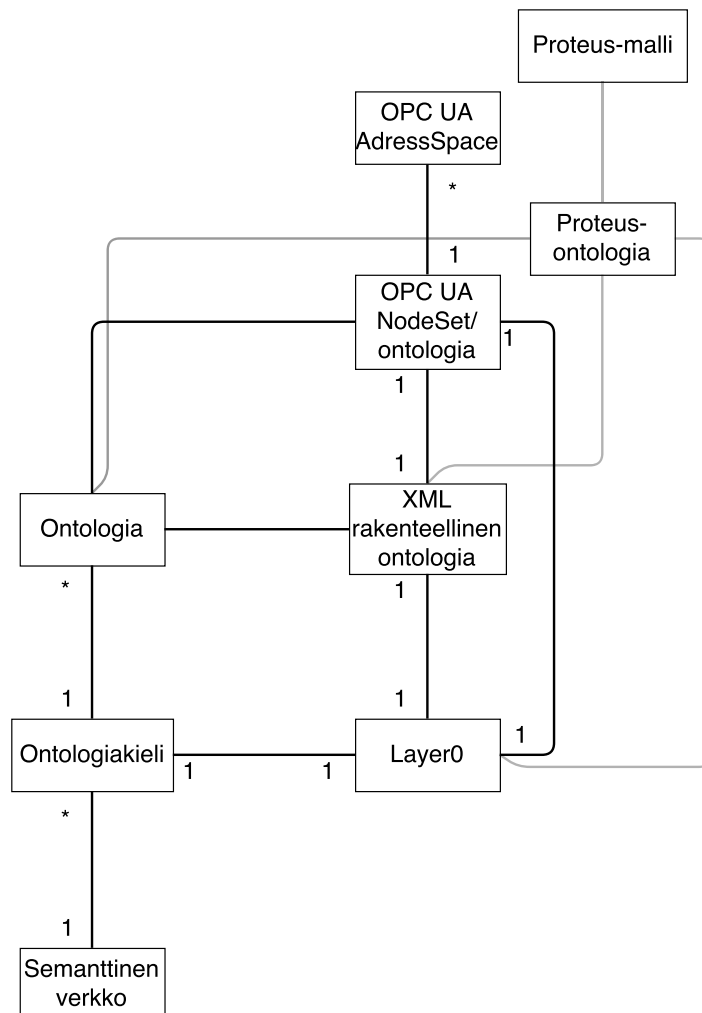 Proteus-malli
OPC UA
AdressSpace
*
Proteus-
ontologia
1
OPC UA
NodeSet/
ontologia
1
1
1
XML
rakenteellinen
ontologia
Ontologia
*
1
1
1
1
Ontologiakieli
Layer0
1
1
*
1
Semanttinen
verkko